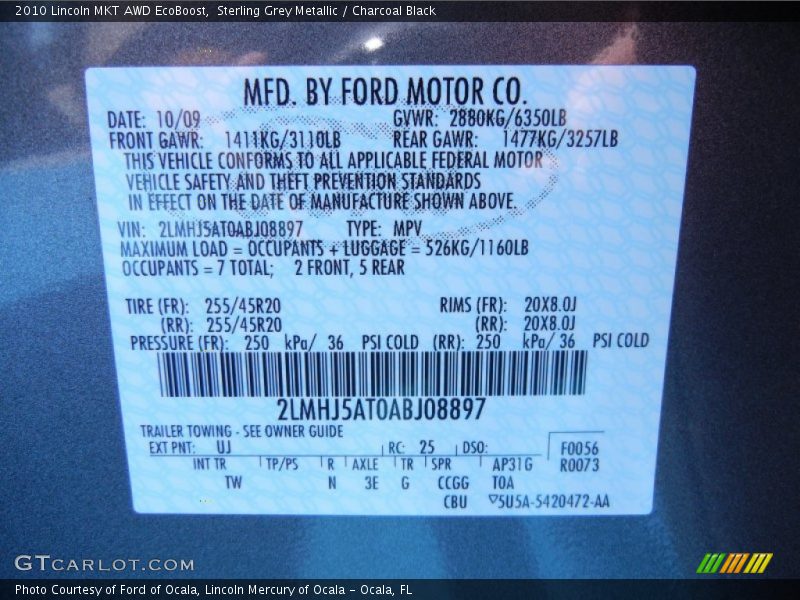 2010 Lincoln MKT AWD EcoBoost,  Sterling Grey Metallic / Charcoal Black
MFD. BY FORD MOTOR CO.
DATE: 10/09 GVWR: 2880KG/6350LB
FRONT GAWR: 1411KG/3110LB REAR GAWR: 1477KG/3257LB
THIS VEHICLE CONFORMS TO ALL APPLICABLE FEDERAL MOTOR
VEHICLE SAFETY AND THEFT PREVENTION STANDARDS
IN EFFECT ON THE DATE OF MANUFACTURE SHOWN ABOVE.
VIN: 2LMHJ5AT0ABJ08897 TYPE: MPV
MAXIMUM LOAD = OCCUPANTS + LUGGAGE = 526KG/1160LB
OCCUPANTS = 7 TOTAL; 2 FRONT, 5 REAR
TIRE (FR): 255/45R20 RIMS (FR): 20X8.0J
(RR): 255/45R20 (RR): 20X8.0J
PRESSURE (FR): 250 kPa/ 36 PSI COLD (RR): 250 kPa/ 36 PSI COLD
2LMHJ5AT0ABJ08897
TRAILER TOWING - SEE OWNER GUIDE
EXT PNT: UJ RC: 25 DSO: F0056
INT TR TP/PS R AXLE TR SPR AP31G R0073
TW N 3E G CCGG TOA
CBU ▽5U5A-5420472-AA
GTCARLOT.COM
Photo Courtesy of Ford of Ocala, Lincoln Mercury of Ocala - Ocala, FL